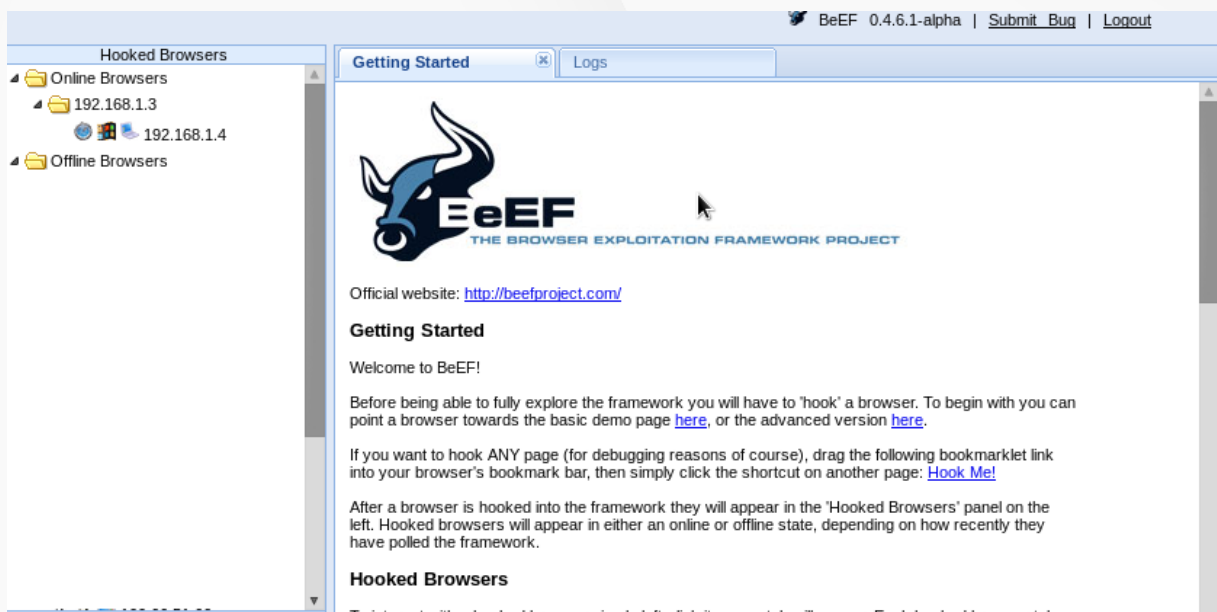 BeEF 0.4.6.1-alpha | Submit Bug | Logout
Hooked Browsers
Online Browsers
192.168.1.3
192.168.1.4
Offline Browsers
Getting Started
Logs
BeEF
THE BROWSER EXPLOITATION FRAMEWORK PROJECT
Official website: http://beefproject.com/
Getting Started
Welcome to BeEF!
Before being able to fully explore the framework you will have to 'hook' a browser. To begin with you can
point a browser towards the basic demo page here, or the advanced version here.
If you want to hook ANY page (for debugging reasons of course), drag the following bookmarklet link
into your browser's bookmark bar, then simply click the shortcut on another page: Hook Me!
After a browser is hooked into the framework they will appear in the 'Hooked Browsers' panel on the
left. Hooked browsers will appear in either an online or offline state, depending on how recently they
have polled the framework.
Hooked Browsers